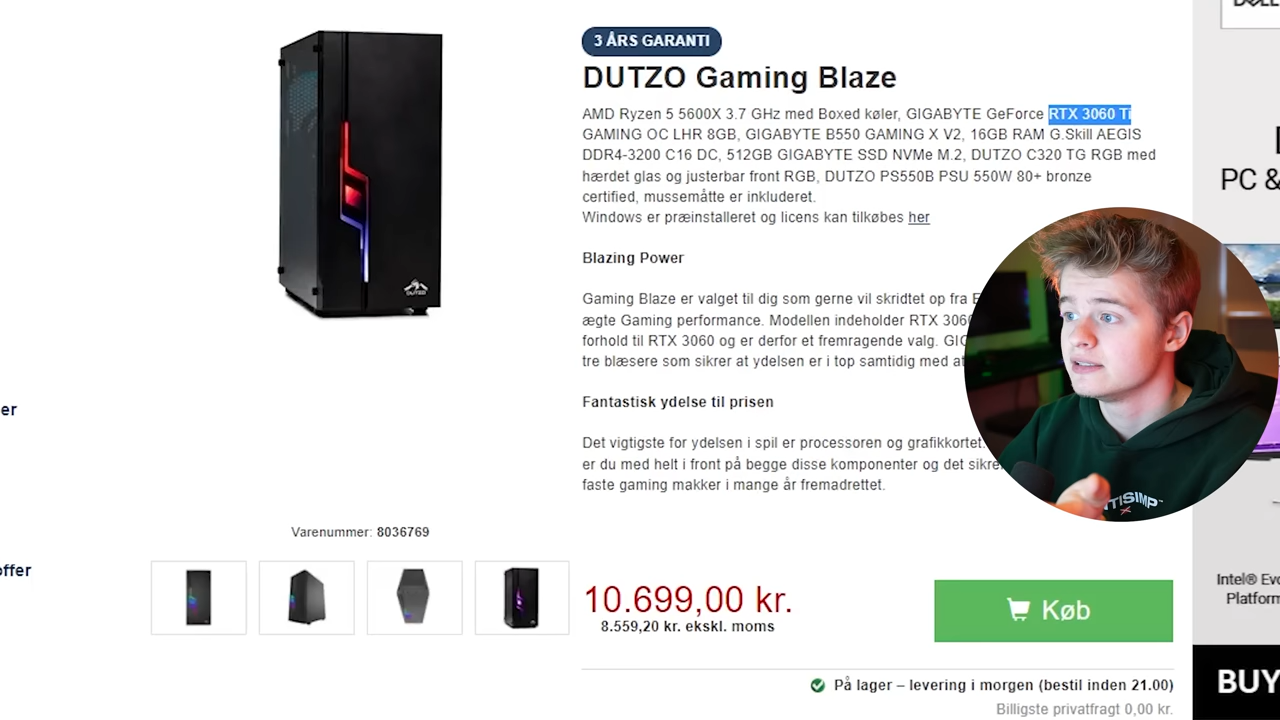 3 ÅRS GARANTI
DUTZO Gaming Blaze
AMD Ryzen 5 5600X 3.7 GHz med Boxed køler, GIGABYTE GeForce RTX 3060 Ti
GAMING OC LHR 8GB, GIGABYTE B550 GAMING X V2, 16GB RAM G.Skill AEGIS
DDR4-3200 C16 DC, 512GB GIGABYTE SSD NVMe M.2, DUTZO C320 TG RGB med
hærdet glas og justerbar front RGB, DUTZO PS550B PSU 550W 80+ bronze
certified, mussemåtte er inkluderet.
Windows er præinstalleret og licens kan tilkøbes her
Blazing Power
Gaming Blaze er valget til dig som gerne vil skridtet op fra
ægte Gaming performance. Modellen indeholder RTX 306
forhold til RTX 3060 og er derfor et fremragende valg. GI
tre blæsere som sikrer at ydelsen er i top samtidig med at
Fantastisk ydelse til prisen
Det vigtigste for ydelsen i spil er processoren og grafikkortet.
er du med helt i front på begge disse komponenter og det sikre
faste gaming makker i mange år fremadrettet.
DUTZO
er
Varenummer: 8036769
offer
10.699,00 kr.
8.559,20 kr. ekskl. moms
Køb
På lager – levering i morgen (bestil inden 21.00)
Billigste privatfragt 0,00 kr.
DELL
PC &
Intel® Evo
Platform
BUY